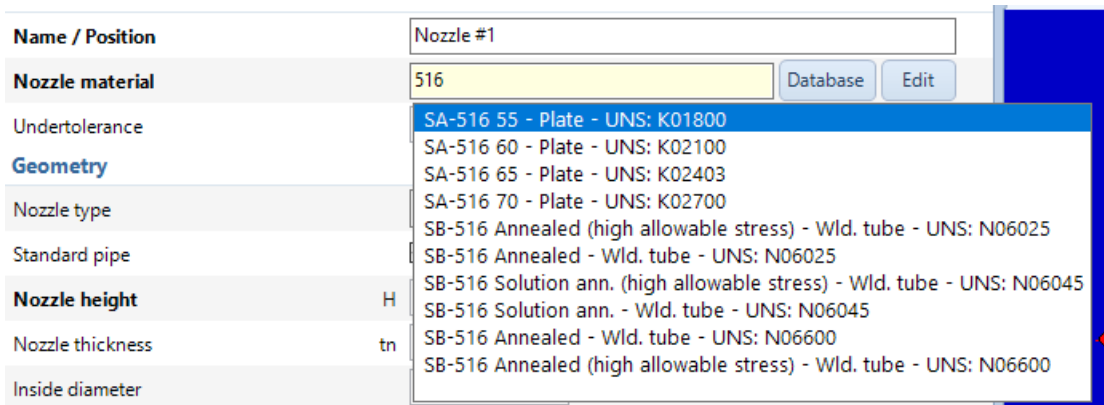 Name / Position Nozzle #1
Nozzle material 516 Database Edit
Undertolerance
Geometry
Nozzle type
Standard pipe
Nozzle height H
Nozzle thickness tn
Inside diameter
SA-516 55 - Plate - UNS: K01800
SA-516 60 - Plate - UNS: K02100
SA-516 65 - Plate - UNS: K02403
SA-516 70 - Plate - UNS: K02700
SB-516 Annealed (high allowable stress) - Wld. tube - UNS: N06025
SB-516 Annealed - Wld. tube - UNS: N06025
SB-516 Solution ann. (high allowable stress) - Wld. tube - UNS: N06045
SB-516 Solution ann. - Wld. tube - UNS: N06045
SB-516 Annealed - Wld. tube - UNS: N06600
SB-516 Annealed (high allowable stress) - Wld. tube - UNS: N06600